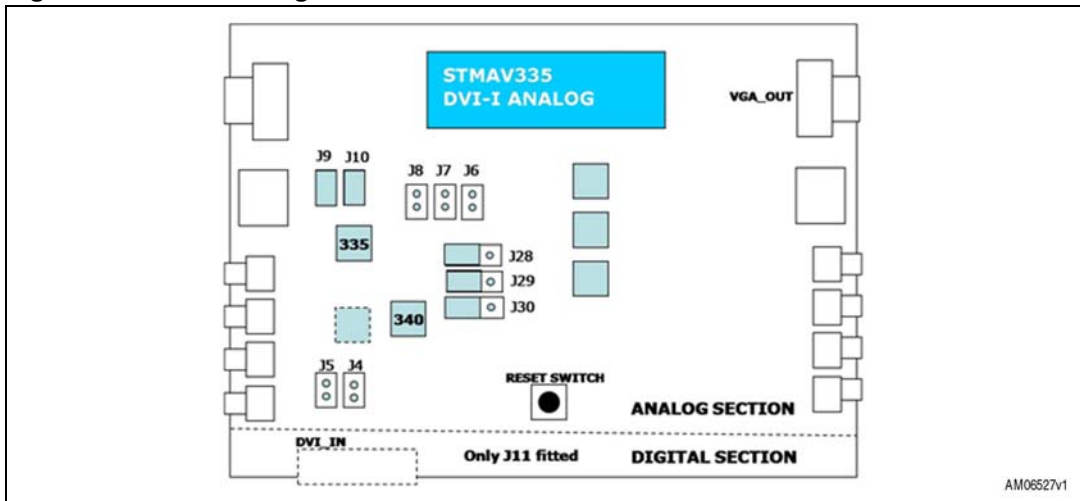 STMAV335
DVI-I ANALOG
VGA_OUT
J9 J10
J8 J7 J6
335
J28
J29
J30
340
J5 J4
RESET SWITCH
ANALOG SECTION
DVI_IN
Only J11 fitted
DIGITAL SECTION
AM06527v1